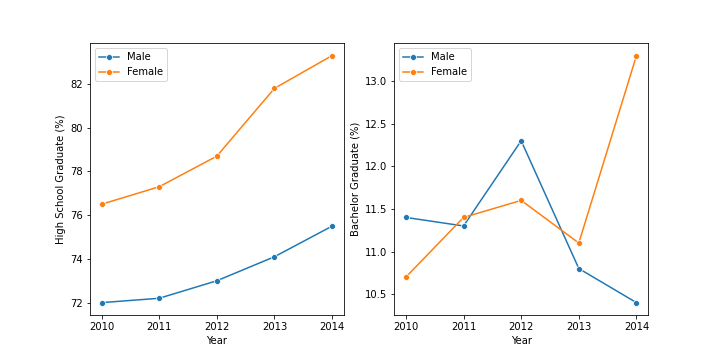 Male
Female
High School Graduate (%)
82
80
78
76
74
72
2010 2011 2012 2013 2014
Year
Male
Female
Bachelor Graduate (%)
13.0
12.5
12.0
11.5
11.0
10.5
2010 2011 2012 2013 2014
Year